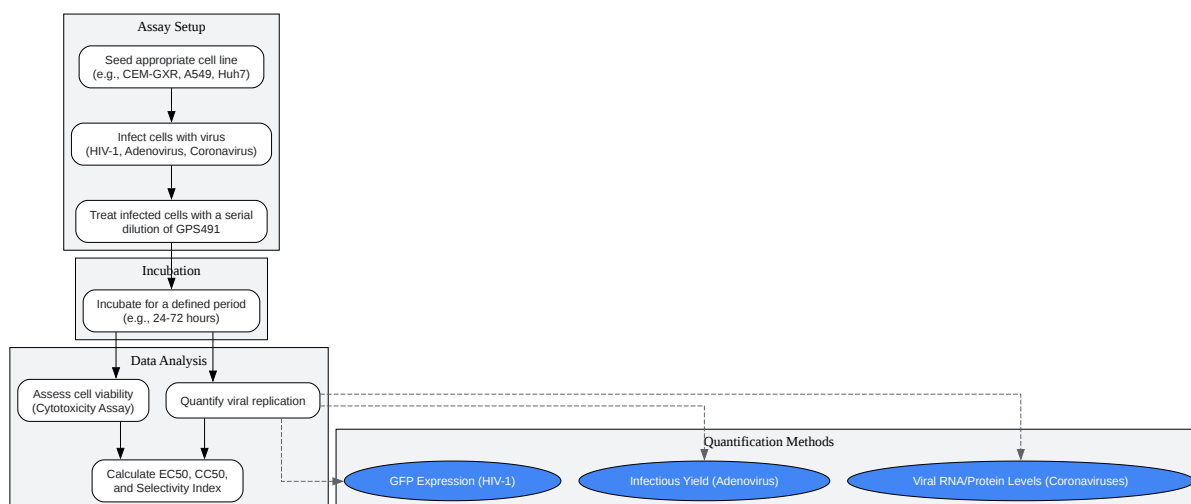 Assay Setup
Seed appropriate cell line
(e.g., CEM-GXR, A549, Huh7)
Infect cells with virus
(HIV-1, Adenovirus, Coronavirus)
Treat infected cells with a serial
dilution of GPS491
Incubation
Incubate for a defined period
(e.g., 24-72 hours)
Data Analysis
Assess cell viability
(Cytotoxicity Assay)
Quantify viral replication
Calculate EC50, CC50,
and Selectivity Index
Quantification Methods
GFP Expression (HIV-1)
Infectious Yield (Adenovirus)
Viral RNA/Protein Levels (Coronaviruses)